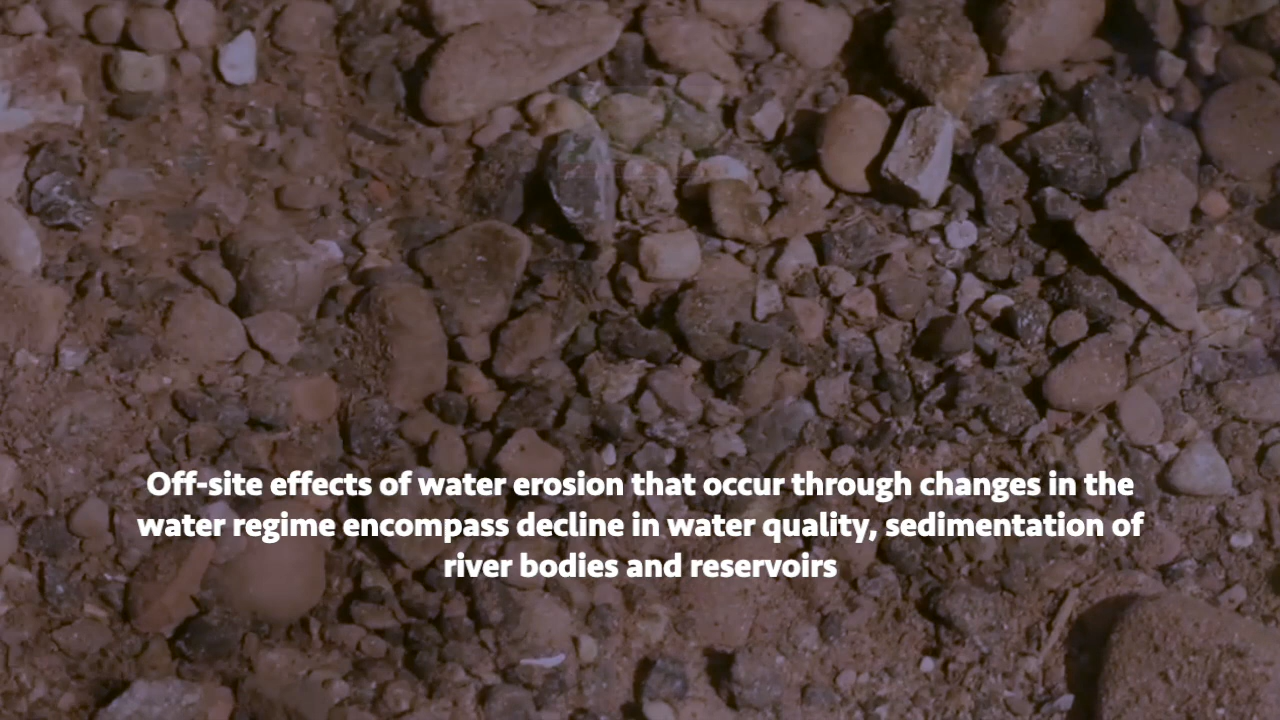 Off-site effects of water erosion that occur through changes in the
water regime encompass decline in water quality, sedimentation of
river bodies and reservoirs